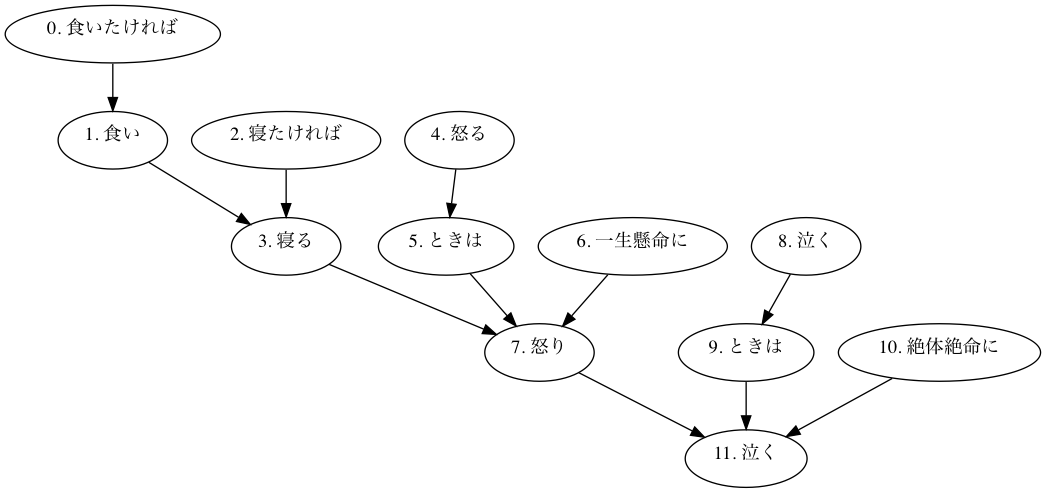 0. 食いたければ
1. 食い
2. 寝たければ
4. 怒る
3. 寝る
5. ときは
6. 一生懸命に
8. 泣く
7. 怒り
9. ときは
10. 絶体絶命に
11. 泣く